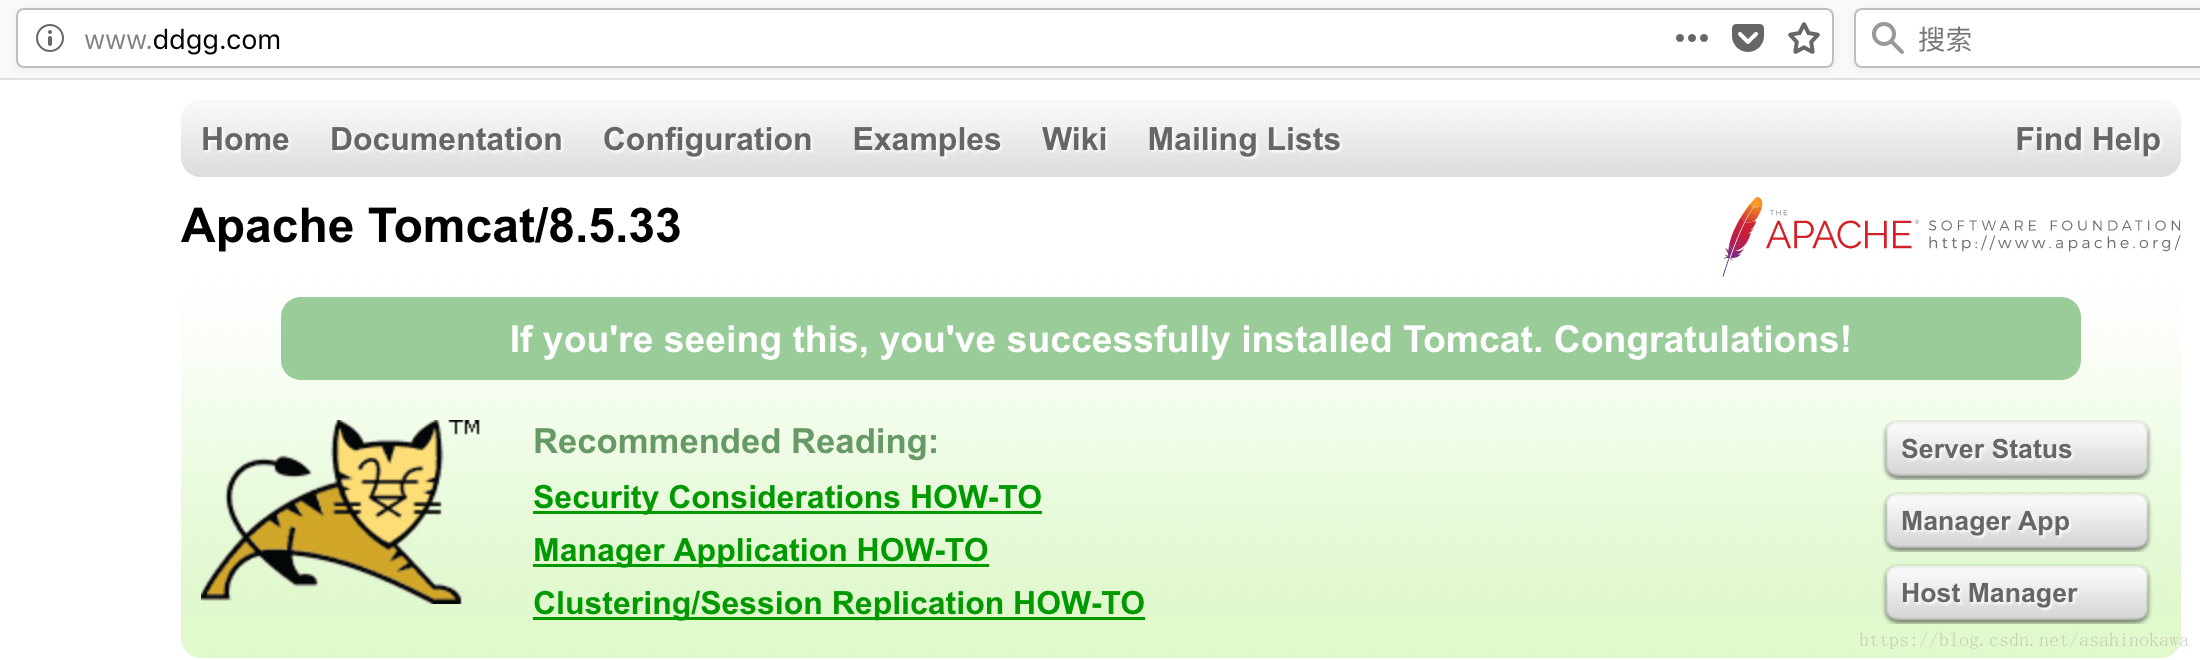 www.ddgg.com
搜索
Home Documentation Configuration Examples Wiki Mailing Lists Find Help
Apache Tomcat/8.5.33
THE APACHE® SOFTWARE FOUNDATION
http://www.apache.org/
If you're seeing this, you've successfully installed Tomcat. Congratulations!
TM
Recommended Reading:
Security Considerations HOW-TO
Manager Application HOW-TO
Clustering/Session Replication HOW-TO
Server Status
Manager App
Host Manager
https://blog.csdn.net/asahinokawa